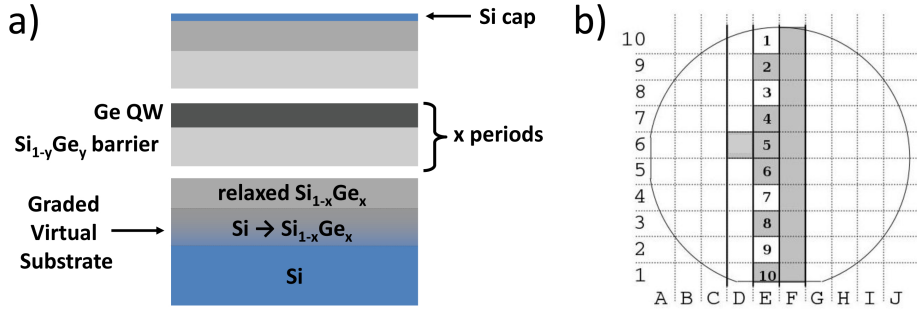 a)
Si cap
Ge QW
Si1-yGey barrier
x periods
relaxed Si1-xGex
Graded
Virtual
Substrate
Si → Si1-xGex
Si
b)
10
9
8
7
6
5
4
3
2
1
1
2
3
4
5
6
7
8
9
10
A B C D E F G H I J